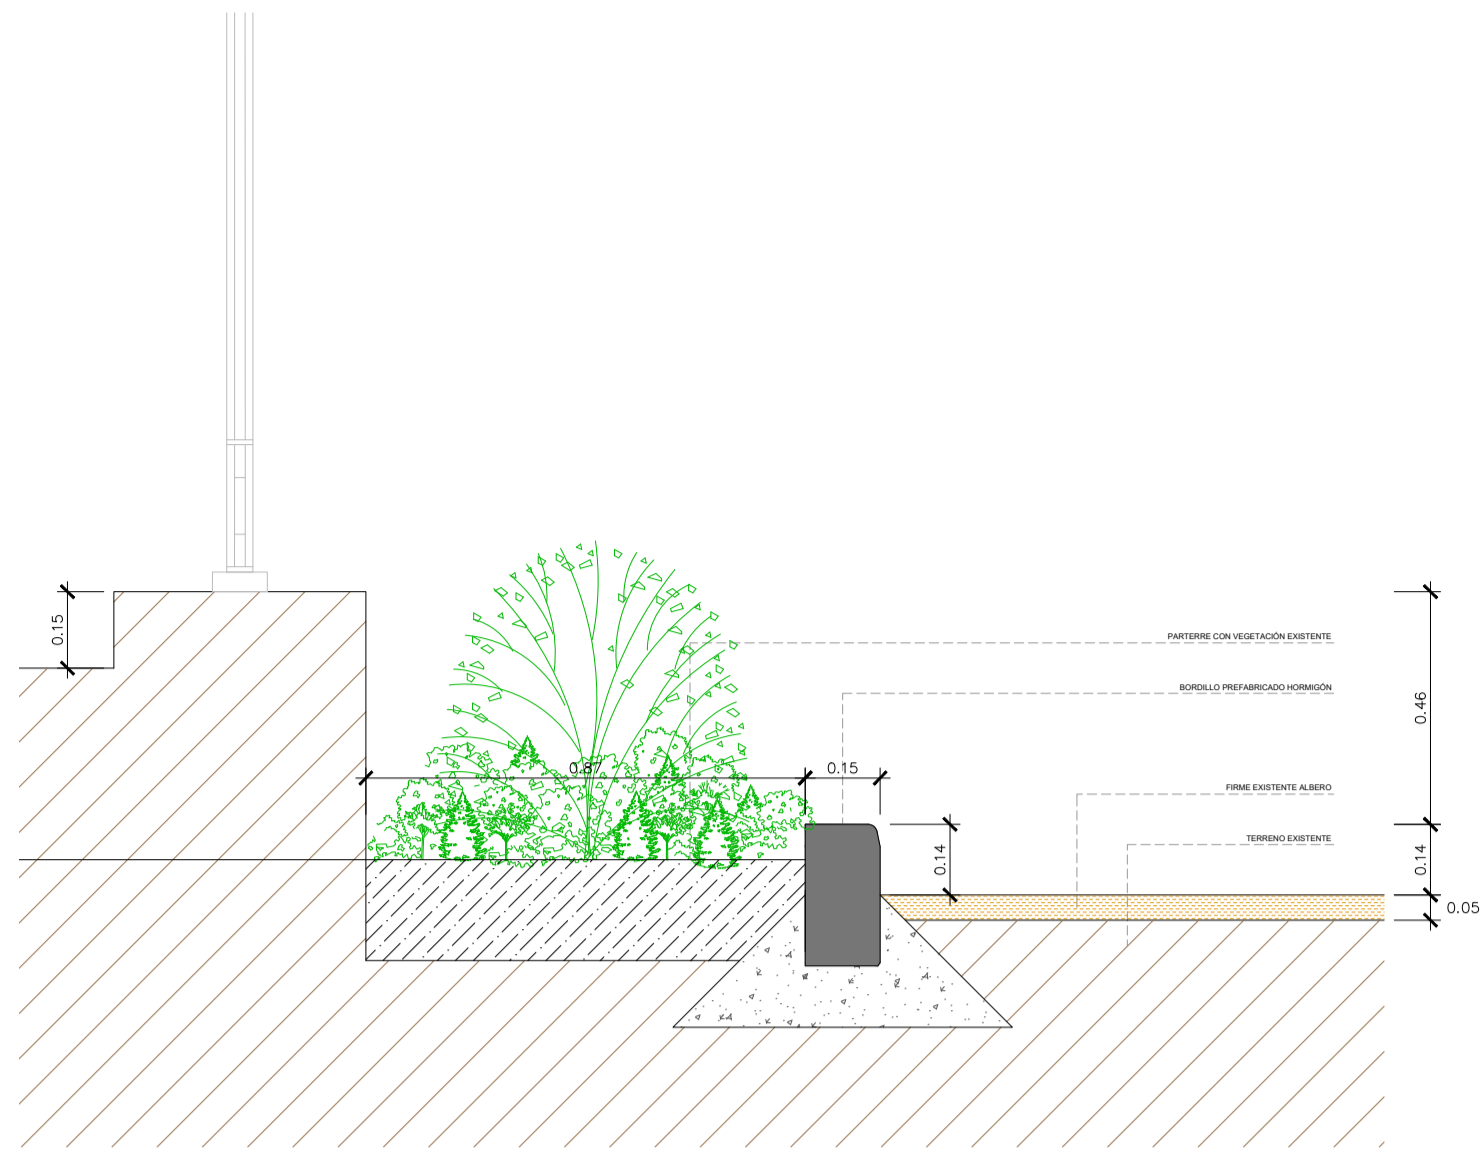 0.15
PARTERRE CON VEGETACIÓN EXISTENTE
BORDILLO PREFABRICADO HORMIGÓN
0.46
0.87
0.15
FIRME EXISTENTE ALBERO
TERRENO EXISTENTE
0.14
0.14
0.05